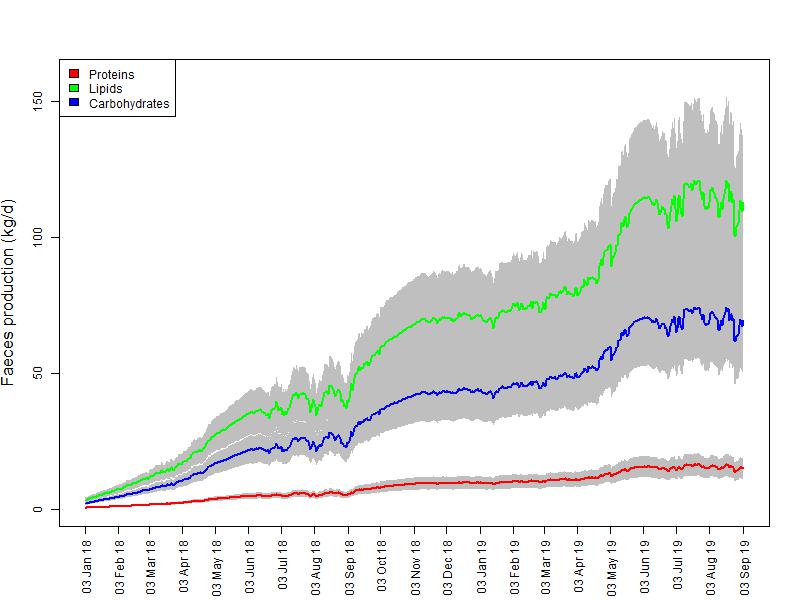 Proteins
Lipids
Carbohydrates
Faeces production (kg/d)
150
100
50
0
03 Jan 18
03 Feb 18
03 Mar 18
03 Apr 18
03 May 18
03 Jun 18
03 Jul 18
03 Aug 18
03 Sep 18
03 Oct 18
03 Nov 18
03 Dec 18
03 Jan 19
03 Feb 19
03 Mar 19
03 Apr 19
03 May 19
03 Jun 19
03 Jul 19
03 Aug 19
03 Sep 19